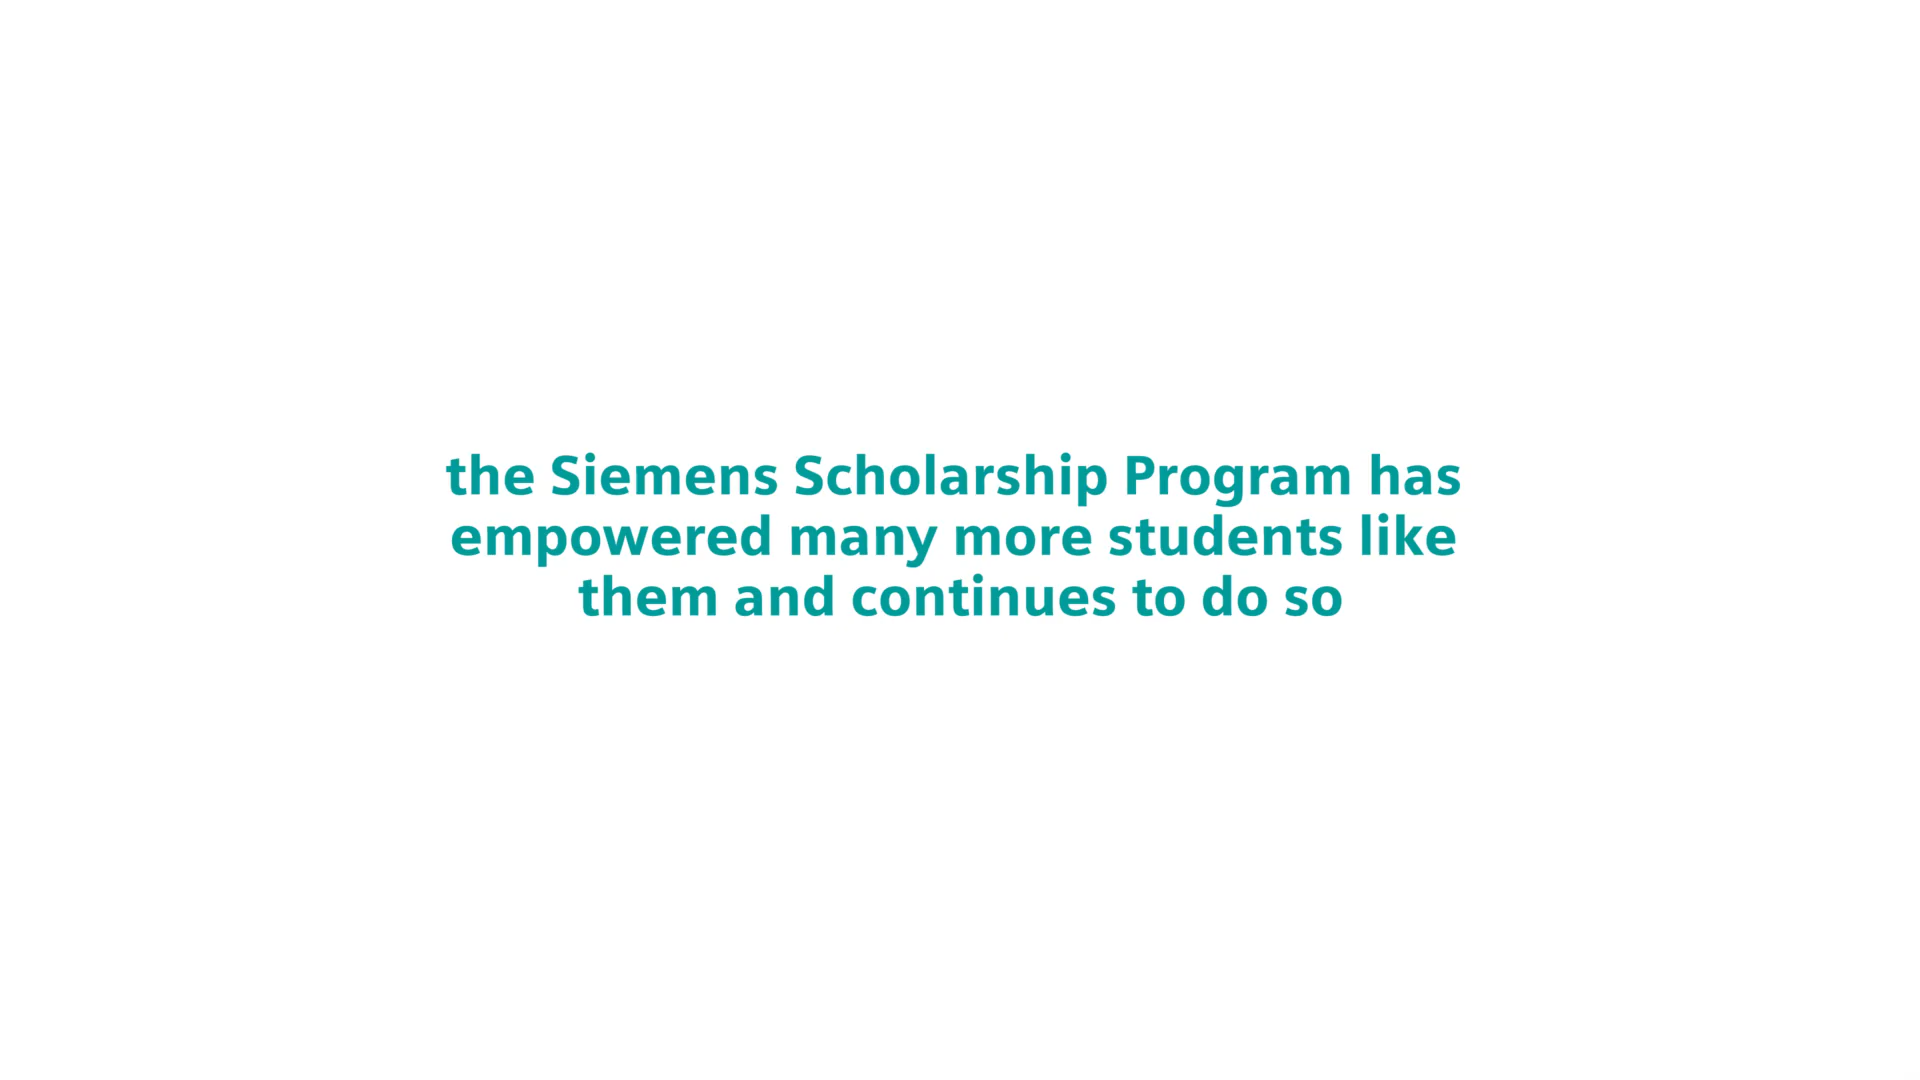 the Siemens Scholarship Program has
empowered many more students like
them and continues to do so